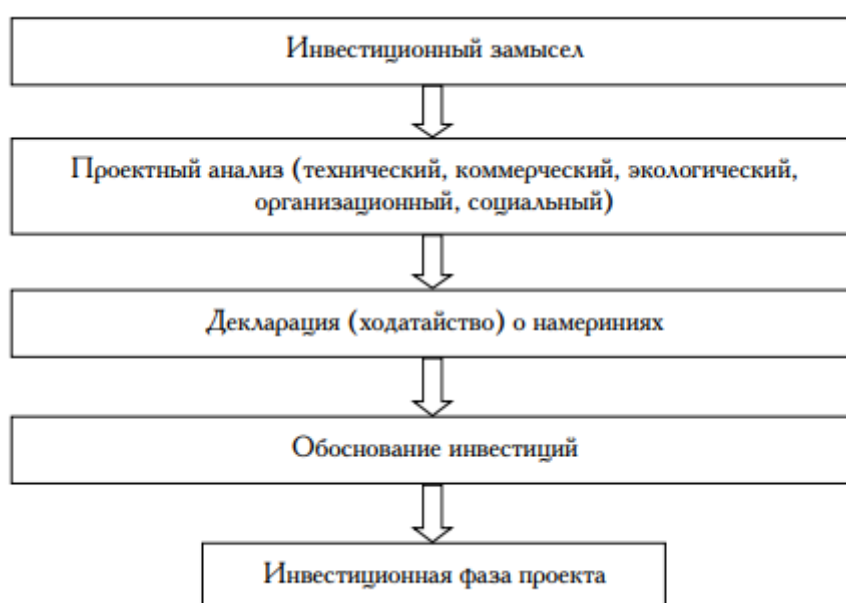 Инвестиционный замысел
Проектный анализ (технический, коммерческий, экологический,
организационный, социальный)
Декларация (ходатайство) о намериниях
Обоснование инвестиций
Инвестиционная фаза проекта